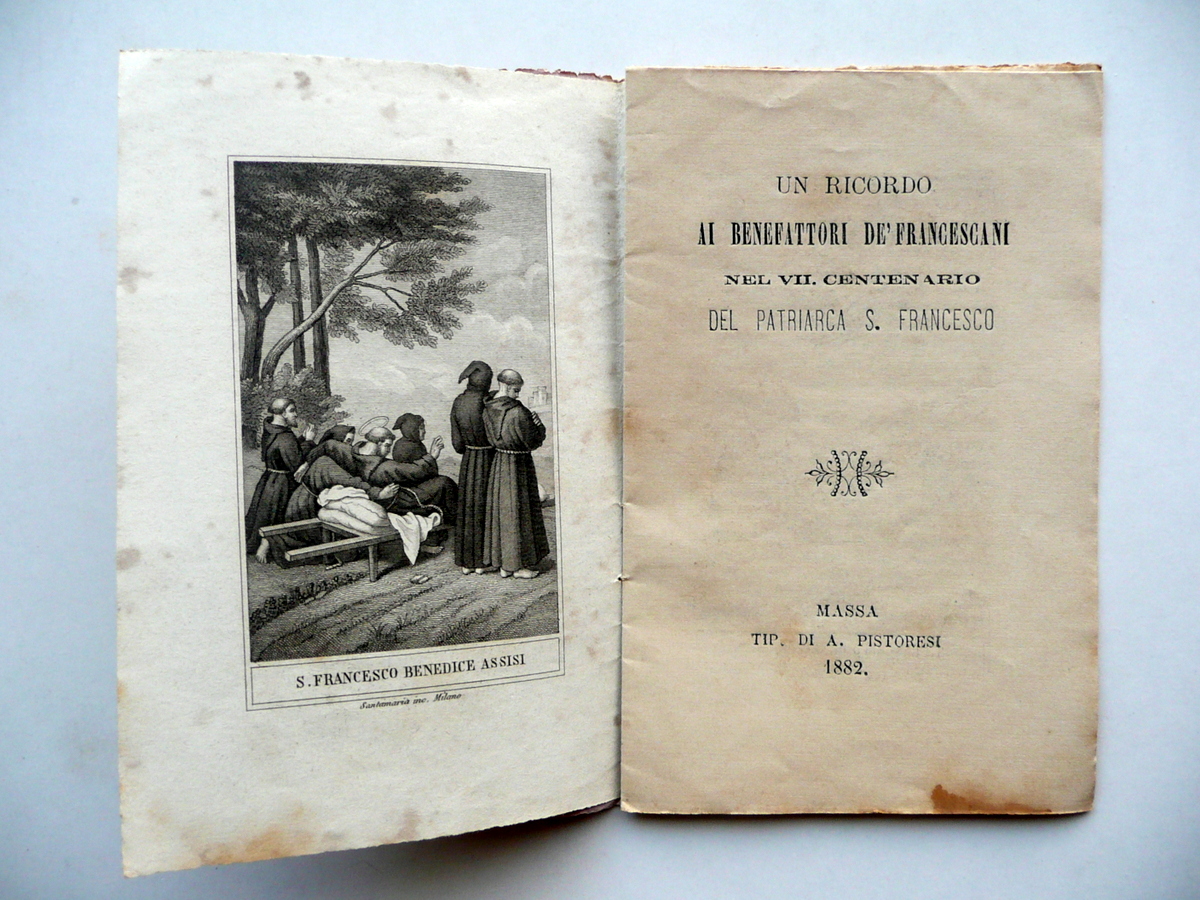 S. FRANCESCO BENEDICE ASSISI
Santamaria inc. Milano
UN RICORDO
AI BENEFATTORI DE' FRANCESCANI
NEL VII. CENTENARIO
DEL PATRIARCA S. FRANCESCO
MASSA
TIP. DI A. PISTORESI
1882.